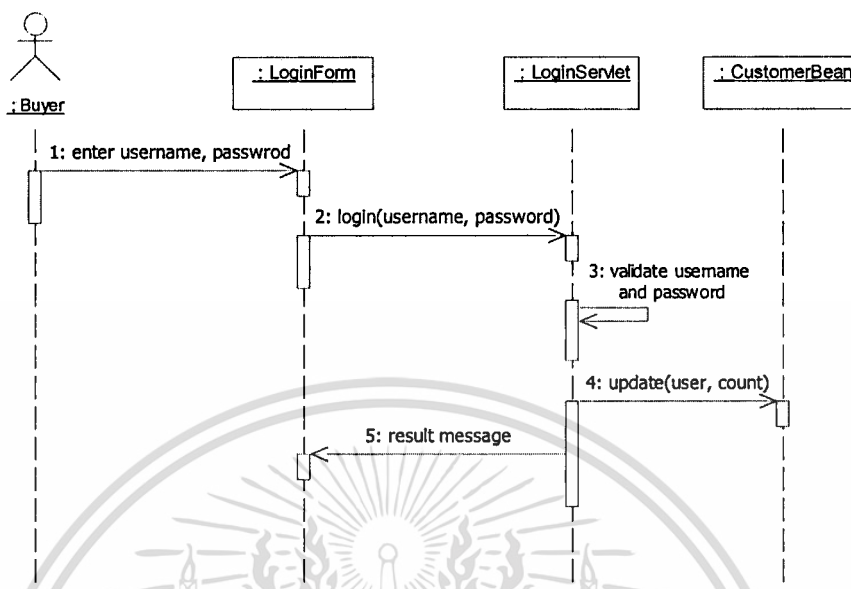 : Buyer
: LoginForm
: LoginServlet
: CustomerBean
1: enter username, passwrod
2: login(username, password)
3: validate username
and password
4: update(user, count)
5: result message